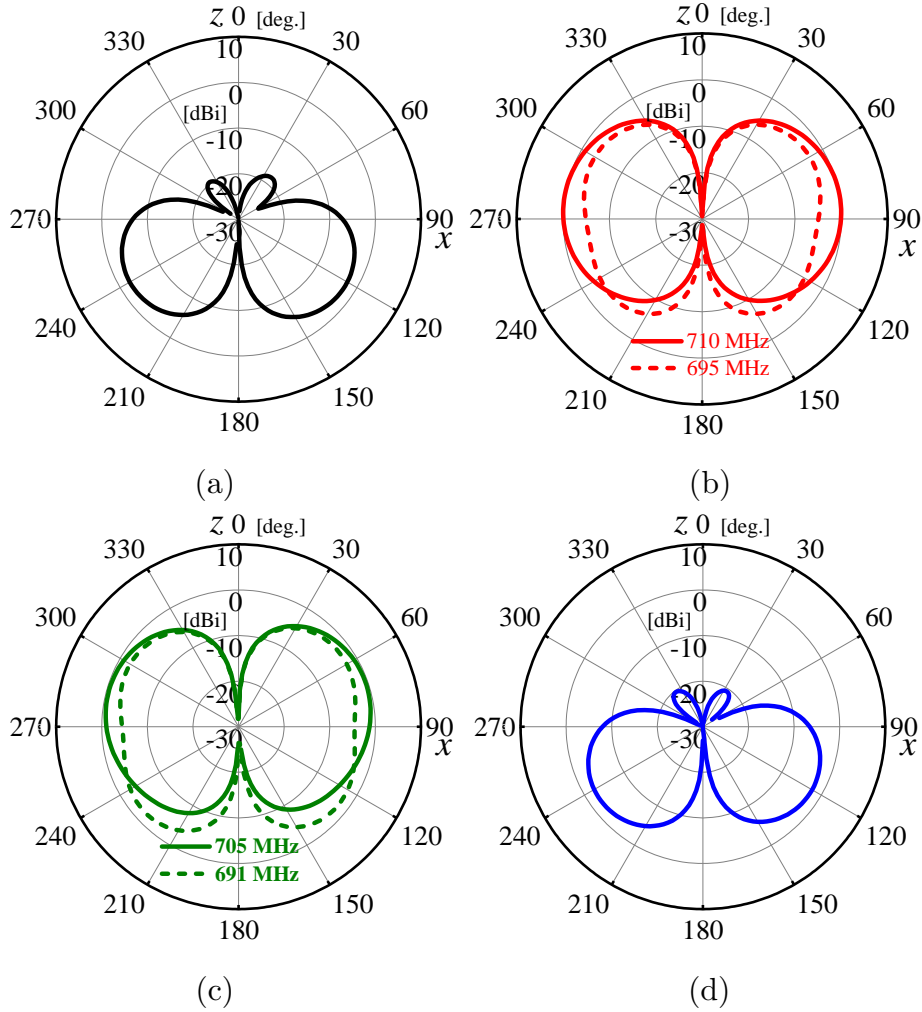 z 0 [deg.]
330 10 30
300 0 60
[dBi]
-10
-20
270 -30 90
x
240 120
210 150
180
(a)
z 0 [deg.]
330 10 30
300 0 60
[dBi]
-10
-20
270 -30 90
x
240 120
710 MHz
695 MHz
210 150
180
(b)
z 0 [deg.]
330 10 30
300 0 60
[dBi]
-10
-20
270 -30 90
x
240 120
705 MHz
691 MHz
210 150
180
(c)
z 0 [deg.]
330 10 30
300 0 60
[dBi]
-10
-20
270 -30 90
x
240 120
210 150
180
(d)